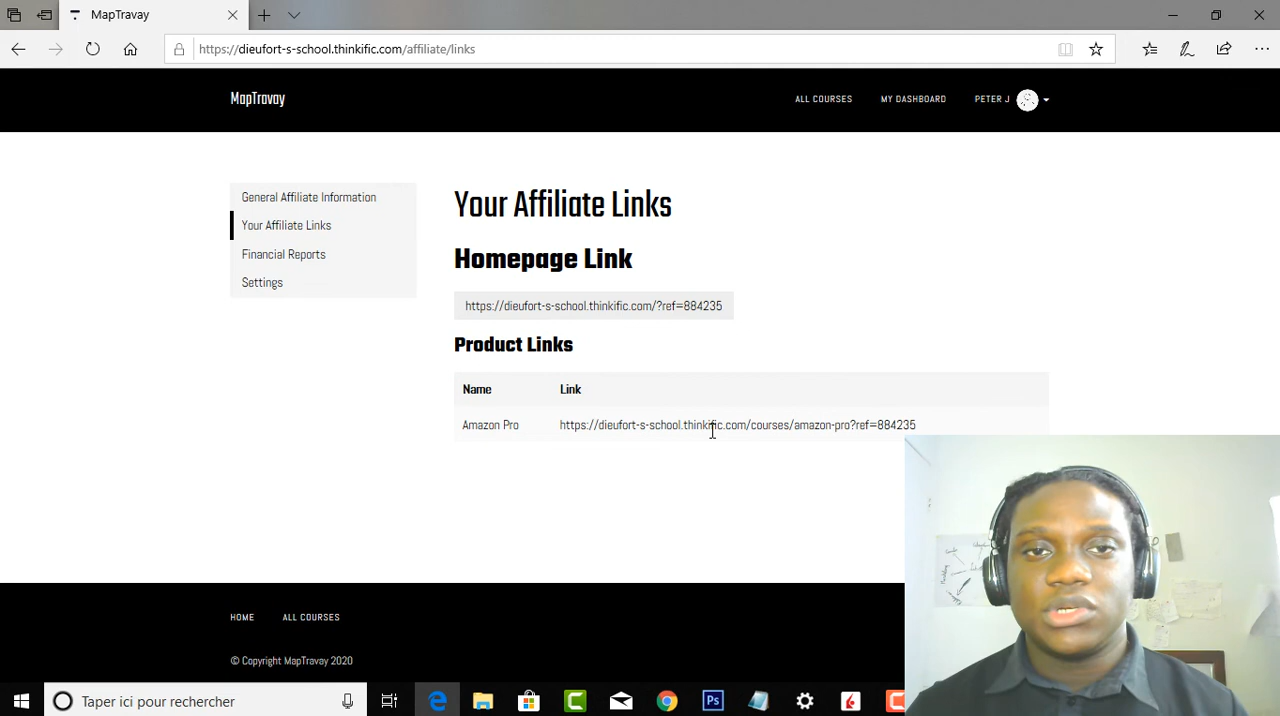 MapTravay
https://dieufort-s-school.thinkific.com/affiliate/links
MapTravay
ALL COURSES
MY DASHBOARD
PETER J
General Affiliate Information
Your Affiliate Links
Financial Reports
Settings
Your Affiliate Links
Homepage Link
https://dieufort-s-school.thinkific.com/?ref=884235
Product Links
Name Link
Amazon Pro https://dieufort-s-school.thinkific.com/courses/amazon-pro?ref=884235
HOME ALL COURSES
© Copyright MapTravay 2020
Taper ici pour rechercher
Ps